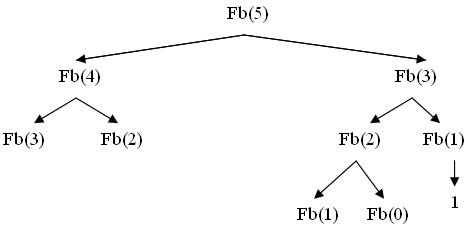 Fb(5)
Fb(4) Fb(3)
Fb(3) Fb(2) Fb(2) Fb(1)
Fb(1) Fb(0) 1